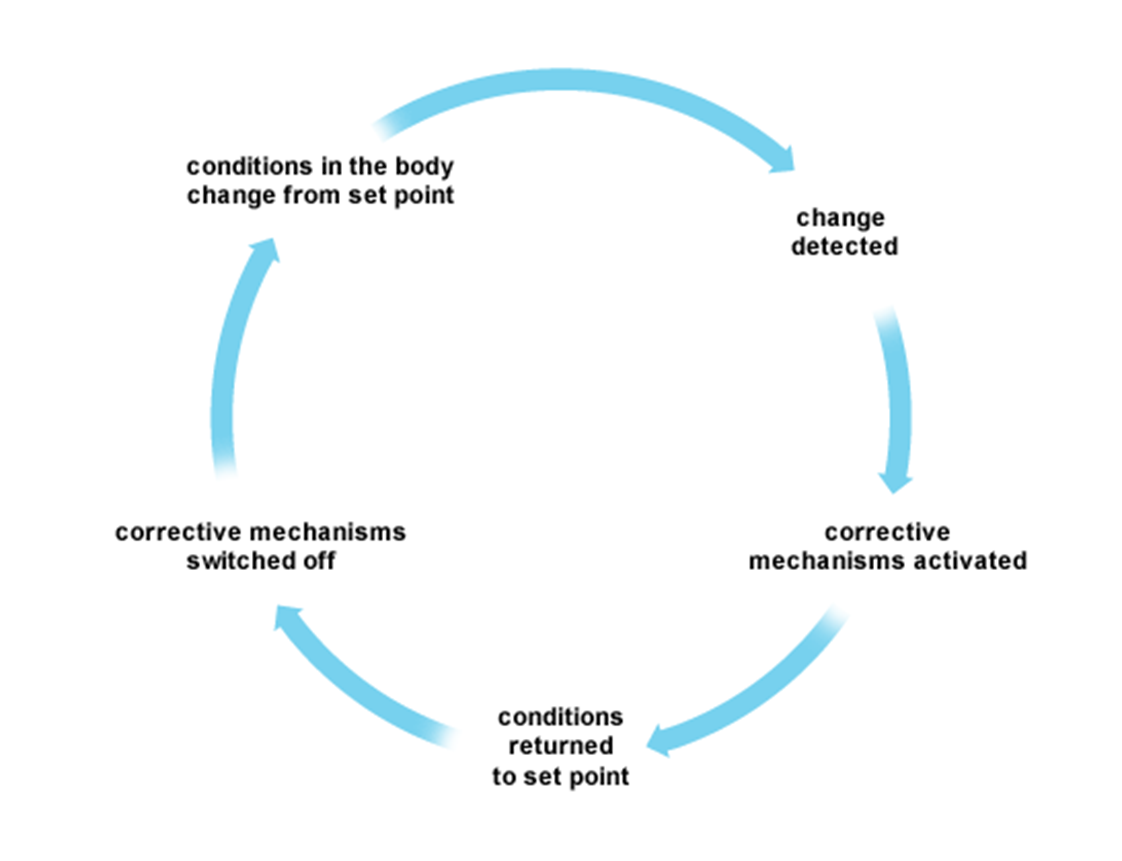 conditions in the body
change from set point
change
detected
corrective
mechanisms activated
conditions
returned
to set point
corrective mechanisms
switched off